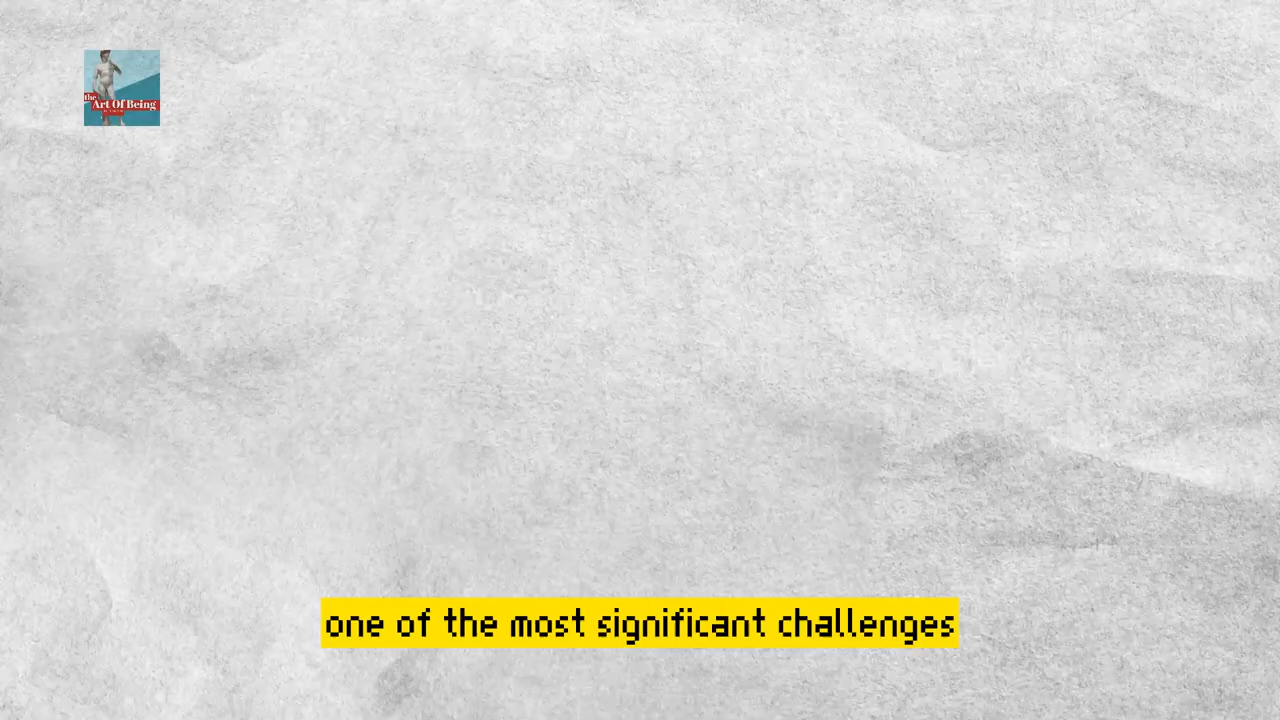 the
Art Of Being
one of the most significant challenges